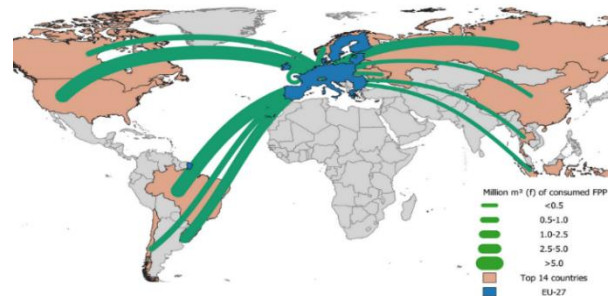 Million m³ (f) of consumed FPP
<0.5
0.5-1.0
1.0-2.5
2.5-5.0
>5.0
Top 14 countries
EU-27